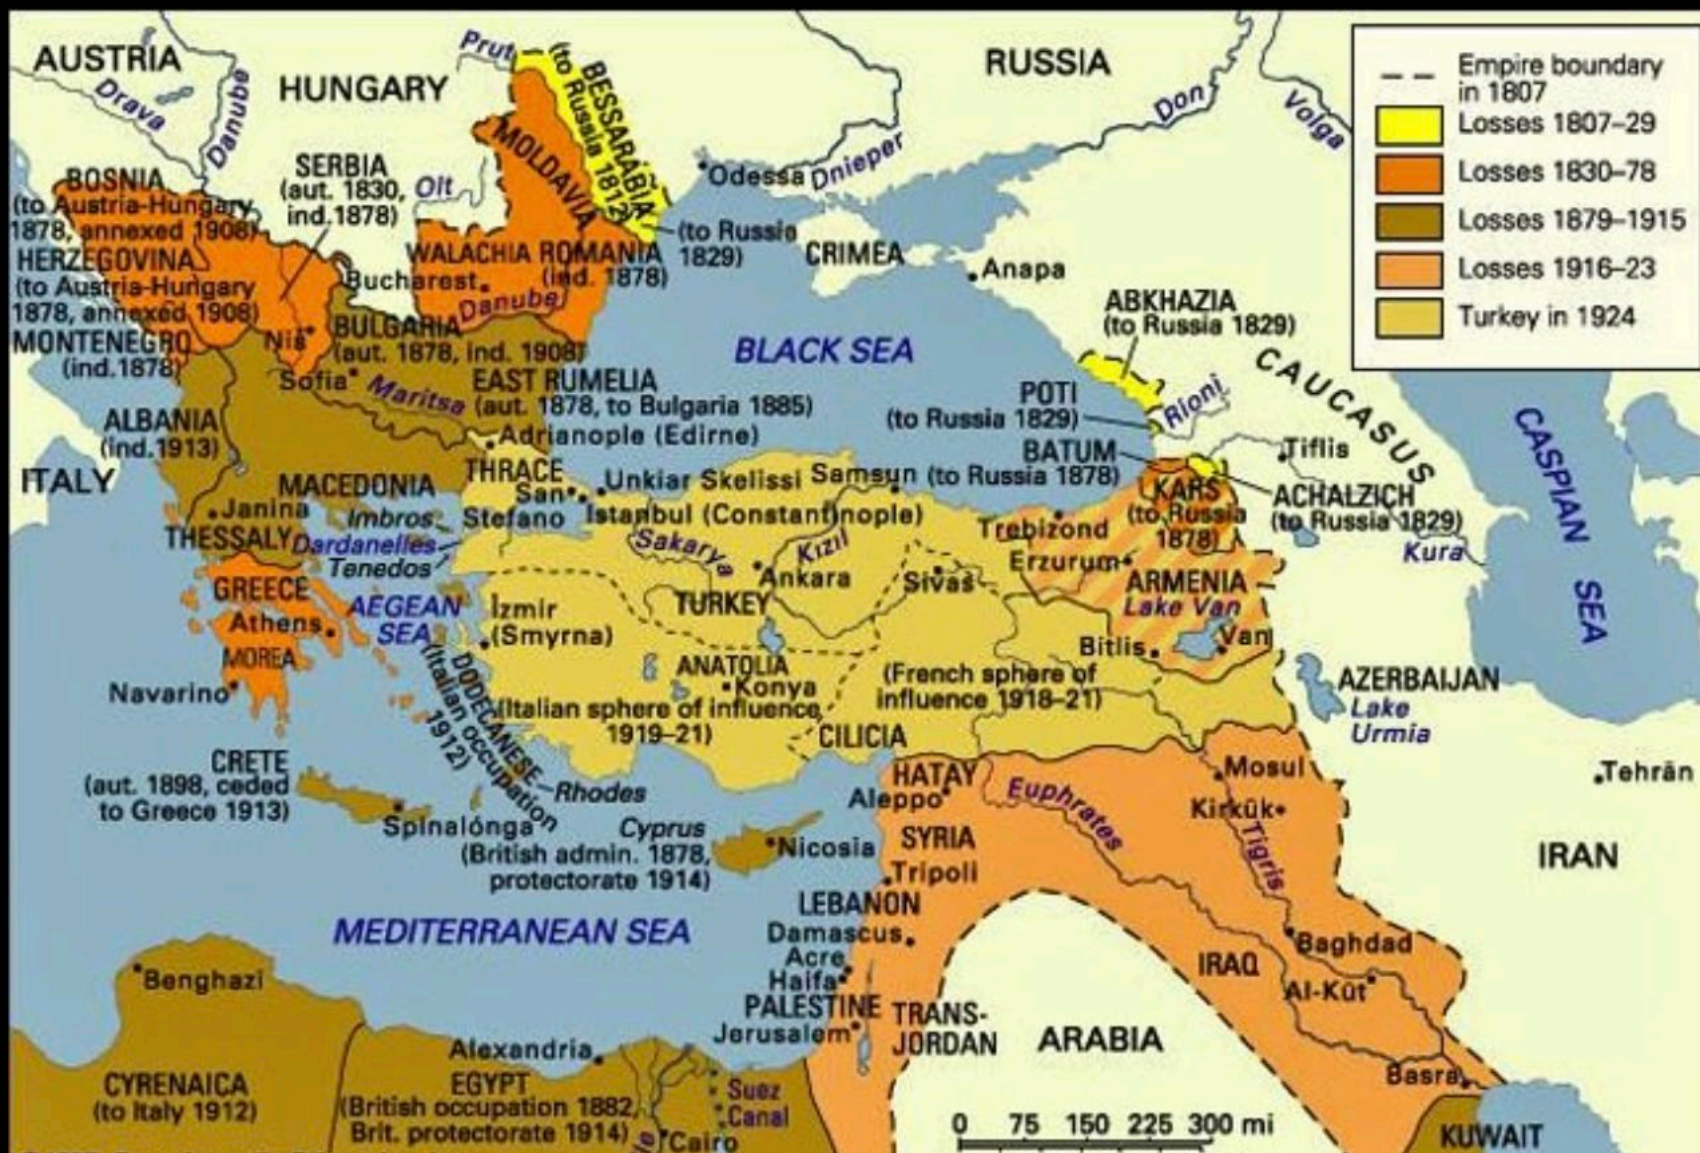 AUSTRIA
Drava
Danube
HUNGARY
Prut
BESSARABIA
(to Russia 1812)
RUSSIA
Don
Volga
Empire boundary
in 1807
Losses 1807–29
Losses 1830–78
Losses 1879–1915
Losses 1916–23
Turkey in 1924
MOLDAVIA
Odessa
Dnieper
BOSNIA
(to Austria-Hungary
1878, annexed 1908)
SERBIA
(aut. 1830,
ind.1878)
Olt
HERZEGOVINA
(to Austria-Hungary
1878, annexed 1908)
WALACHIA
ROMANIA
(ind. 1878)
(to Russia
1829)
CRIMEA
Anapa
Bucharest
Danube
MONTENEGRO
(ind.1878)
Nis
BULGARIA
(aut. 1878, ind. 1908)
BLACK SEA
ABKHAZIA
(to Russia 1829)
CAUCASUS
Sofia
Maritsa
EAST RUMELIA
(aut. 1878, to Bulgaria 1885)
POTI
(to Russia 1829)
Rioni
CASPIAN SEA
ALBANIA
(ind.1913)
Adrianople (Edirne)
BATUM
(to Russia 1878)
Tiflis
ITALY
MACEDONIA
THRACE
San
Stefano
Unkiar Skelissi
Samsun
KARS
(to Russia
1878)
ACHALZICH
(to Russia 1829)
Janina
Imbros
Istanbul (Constantinople)
Trebizond
Kura
THESSALY
Dardanelles
Tenedos
Sakarya
Kizil
Erzurum
GREECE
Ankara
Sivas
ARMENIA
Lake Van
AEGEAN
SEA
Athens
İzmir
(Smyrna)
TURKEY
Bitlis
Van
MOREA
ANATOLIA
Konya
(French sphere of
influence 1918–21)
AZERBAIJAN
Lake
Urmia
Navarino
DODECANESE
(Italian occupation
1912)
(Italian sphere of influence
1919–21)
CILICIA
CRETE
(aut. 1898, ceded
to Greece 1913)
Rhodes
HATAY
Aleppo
Euphrates
Mosul
Tehrān
Spinalónga
Cyprus
(British admin. 1878,
protectorate 1914)
Nicosia
SYRIA
Kirkūk
Tigris
IRAN
Tripoli
LEBANON
MEDITERRANEAN SEA
Damascus
Baghdad
Benghazi
Acre
Haifa
IRAQ
Al-Kūt
PALESTINE
Jerusalem
TRANS-
JORDAN
ARABIA
Alexandria
CYRENAICA
(to Italy 1912)
EGYPT
(British occupation 1882,
Brit. protectorate 1914)
Suez
Canal
Basra
Cairo
0 75 150 225 300 mi
KUWAIT